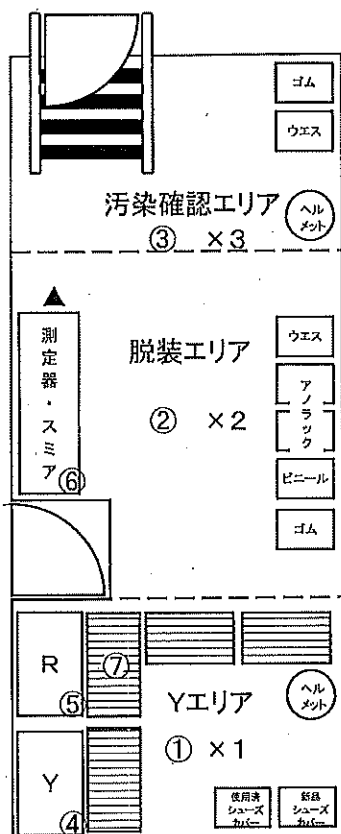 ゴム
ウエス
汚染確認エリア
ヘル
メット
③ ×3
測定器・スミア
⑥
脱装エリア
② ×2
ウエス
アノラック
ビニール
ゴム
R
⑤
⑦
Yエリア
ヘル
メット
① ×1
Y
④
使用済
シューズ
カバー
新品
シューズ
カバー